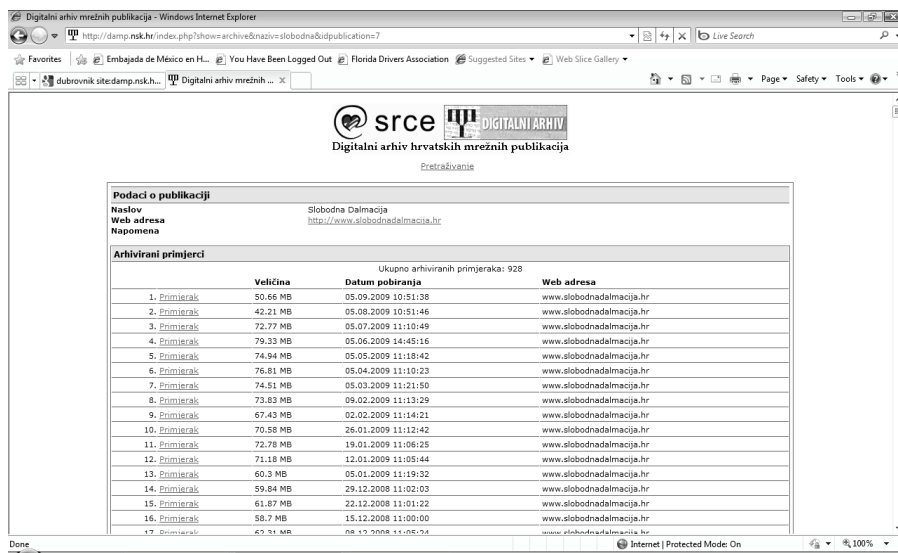 Digitalni arhiv mrežnih publikacija - Windows Internet Explorer
http://damp.nsk.hr/index.php?show=archive&naziv=slobodna&idpublication=7 Live Search
Favorites Embajada de México en H... You Have Been Logged Out Florida Drivers Association Suggested Sites Web Slice Gallery
dubrovnik site:damp.nsk.h... Digitalni arhiv mrežnih ... X Page Safety Tools
srce DIGITALNI ARHIV
Digitalni arhiv hrvatskih mrežnih publikacija
Pretraživanje
Podaci o publikaciji
Naslov Slobodna Dalmacija
Web adresa http://www.slobodnadalmacija.hr
Napomena
Arhivirani primjerci
Ukupno arhiviranih primjeraka: 928
Veličina Datum pobiranja Web adresa
1. Primjerak 50.66 MB 05.09.2009 10:51:38 www.slobodnadalmacija.hr
2. Primjerak 42.21 MB 05.08.2009 10:51:46 www.slobodnadalmacija.hr
3. Primjerak 72.77 MB 05.07.2009 11:10:49 www.slobodnadalmacija.hr
4. Primjerak 79.33 MB 05.06.2009 14:45:16 www.slobodnadalmacija.hr
5. Primjerak 74.94 MB 05.05.2009 11:18:42 www.slobodnadalmacija.hr
6. Primjerak 76.81 MB 05.04.2009 11:10:23 www.slobodnadalmacija.hr
7. Primjerak 74.51 MB 05.03.2009 11:21:50 www.slobodnadalmacija.hr
8. Primjerak 73.83 MB 09.02.2009 11:13:29 www.slobodnadalmacija.hr
9. Primjerak 67.43 MB 02.02.2009 11:14:21 www.slobodnadalmacija.hr
10. Primjerak 70.58 MB 26.01.2009 11:12:42 www.slobodnadalmacija.hr
11. Primjerak 72.78 MB 19.01.2009 11:06:25 www.slobodnadalmacija.hr
12. Primjerak 71.18 MB 12.01.2009 11:05:44 www.slobodnadalmacija.hr
13. Primjerak 60.3 MB 05.01.2009 11:19:32 www.slobodnadalmacija.hr
14. Primjerak 59.84 MB 29.12.2008 11:02:03 www.slobodnadalmacija.hr
15. Primjerak 61.87 MB 22.12.2008 11:01:22 www.slobodnadalmacija.hr
16. Primjerak 58.7 MB 15.12.2008 11:00:00 www.slobodnadalmacija.hr
17. Primjerak 62.31 MB 08.12.2008 11:05:24 www.slobodnadalmacija.hr
Done Internet | Protected Mode: On 100%